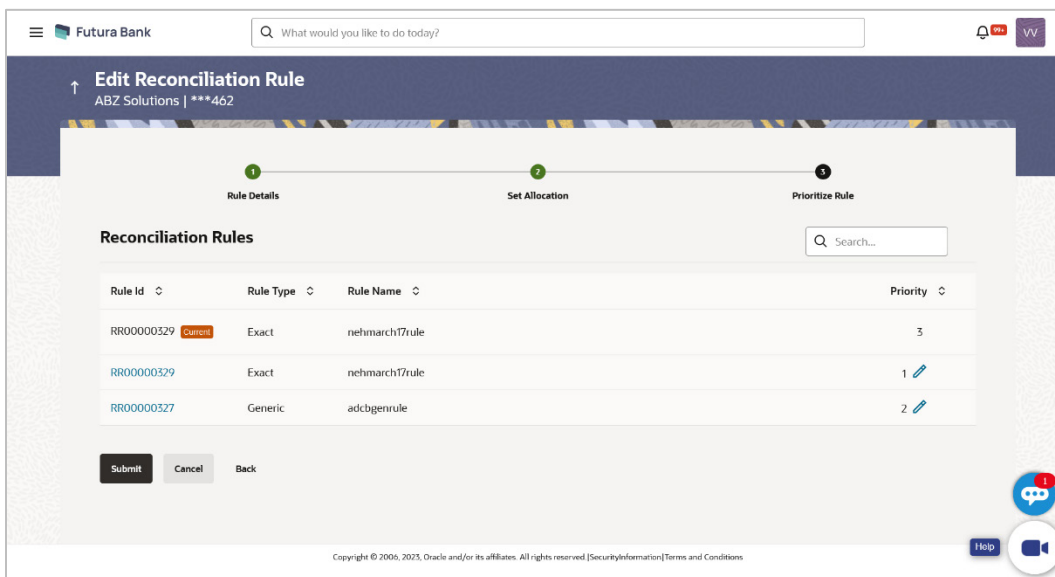 Futura Bank
What would you like to do today?
99+
VV
Edit Reconciliation Rule
ABZ Solutions | ***462
1
2
3
Rule Details
Set Allocation
Prioritize Rule
Reconciliation Rules
Search...
Rule Id Rule Type Rule Name Priority
RR00000329 Current Exact nehmarch17rule 3
RR00000329 Exact nehmarch17rule 1
RR00000327 Generic adcbgenrule 2
Submit Cancel Back
1
Help
Copyright © 2006, 2023, Oracle and/or its affiliates. All rights reserved.|SecurityInformation|Terms and Conditions